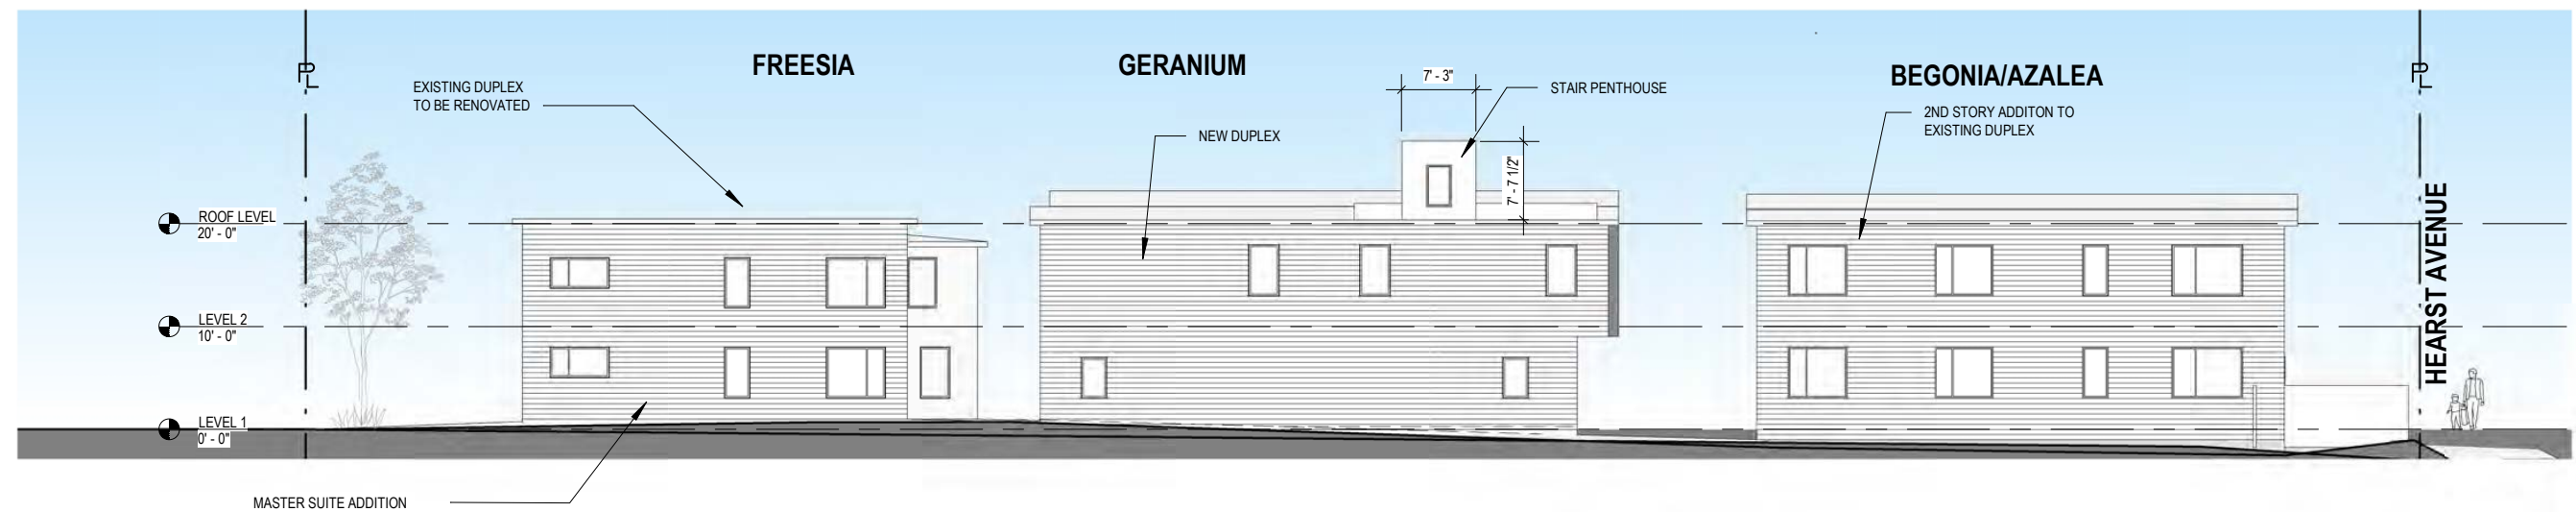 FREESIA
GERANIUM
BEGONIA/AZALEA
PL
EXISTING DUPLEX
TO BE RENOVATED
7' - 3"
STAIR PENTHOUSE
PL
NEW DUPLEX
2ND STORY ADDITON TO
EXISTING DUPLEX
7' - 7 1/2"
ROOF LEVEL
20' - 0"
LEVEL 2
10' - 0"
HEARST AVENUE
LEVEL 1
0' - 0"
MASTER SUITE ADDITION